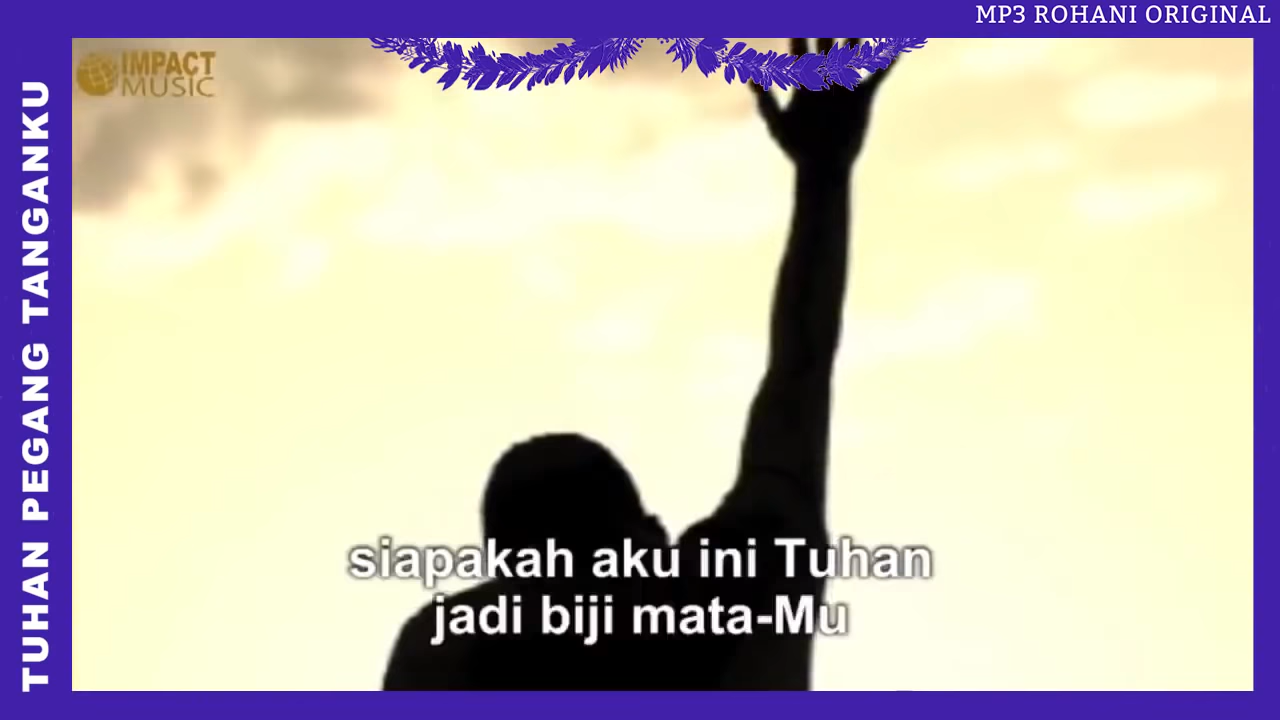 MP3 ROHANI ORIGINAL
IMPACT
MUSIC
TUHAN PEGANG TANGANKU
siapakah aku ini Tuhan
jadi biji mata-Mu